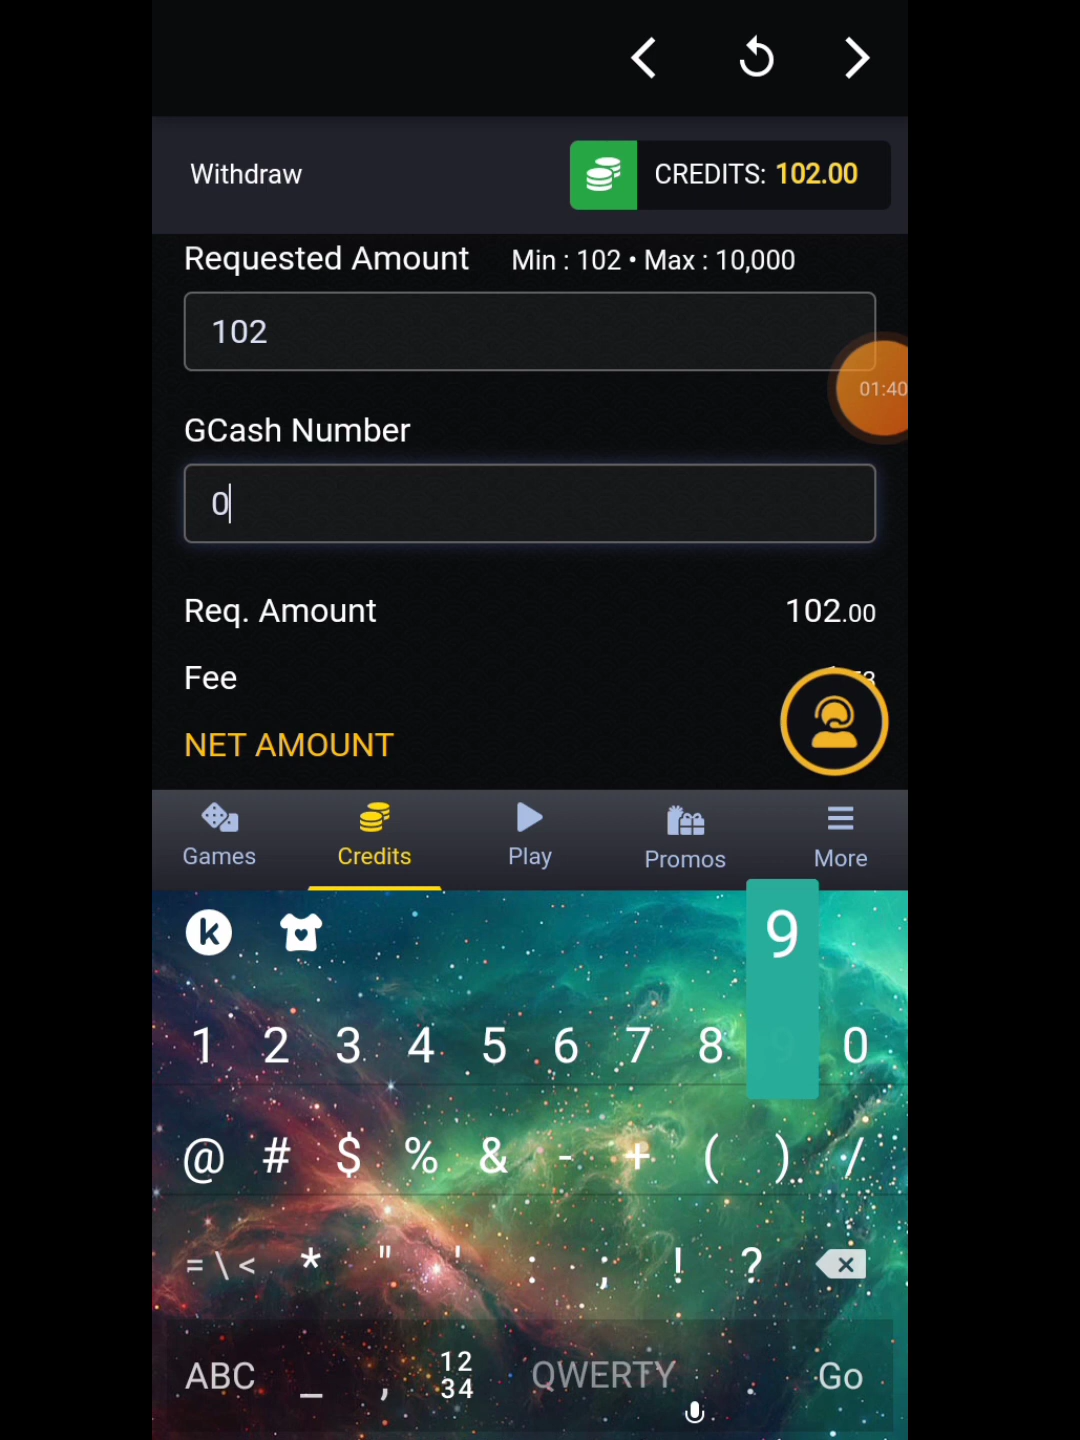 Withdraw
CREDITS: 102.00
Requested Amount Min : 102 • Max : 10,000
102
01:40
GCash Number
0
Req. Amount 102.00
Fee
NET AMOUNT
Games Credits Play Promos More
k
9
1 2 3 4 5 6 7 8 0
@ # $ % & - + ( ) /
= \ < * " ' : ; ! ?
ABC _ , 12 34 QWERTY . Go